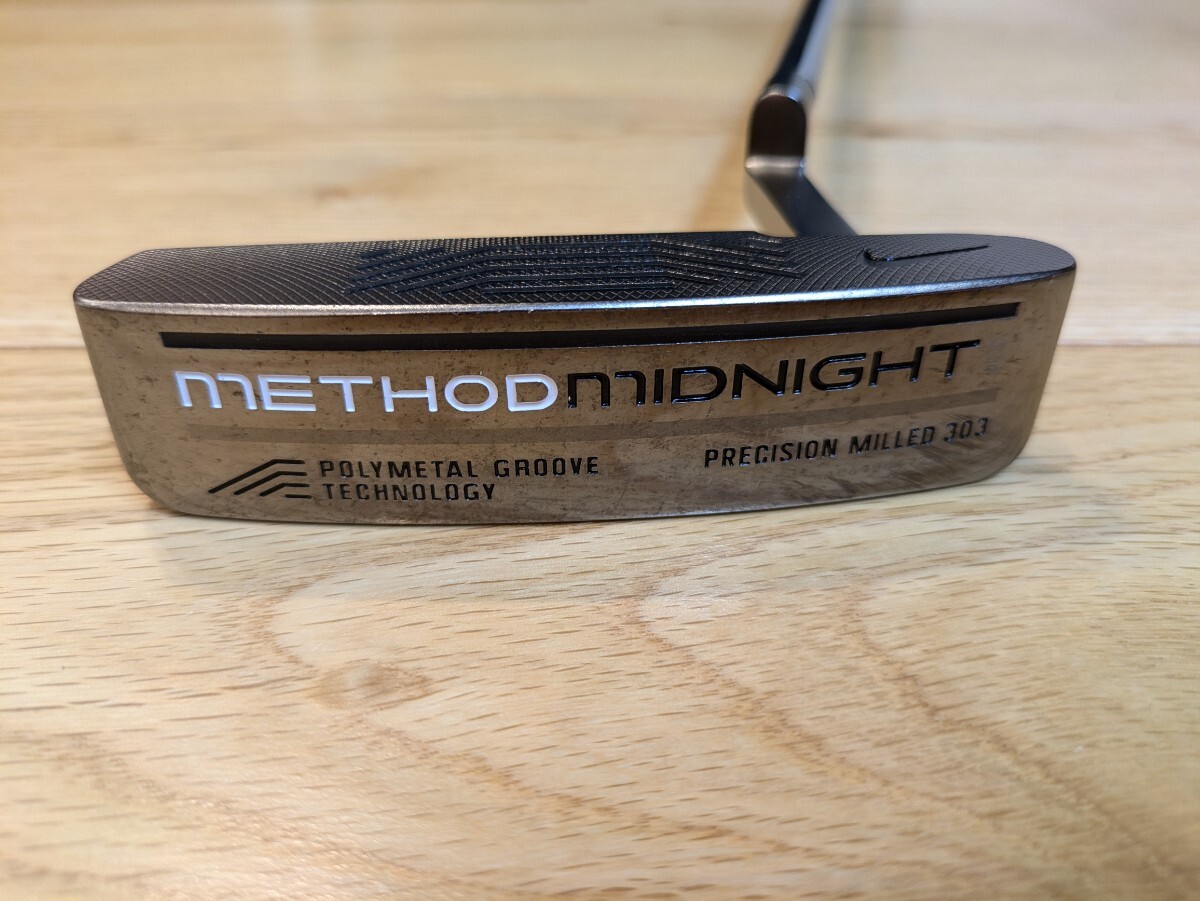 METHODMIDNIGHT
POLYMETAL GROOVE
TECHNOLOGY
PRECISION MILLED 303